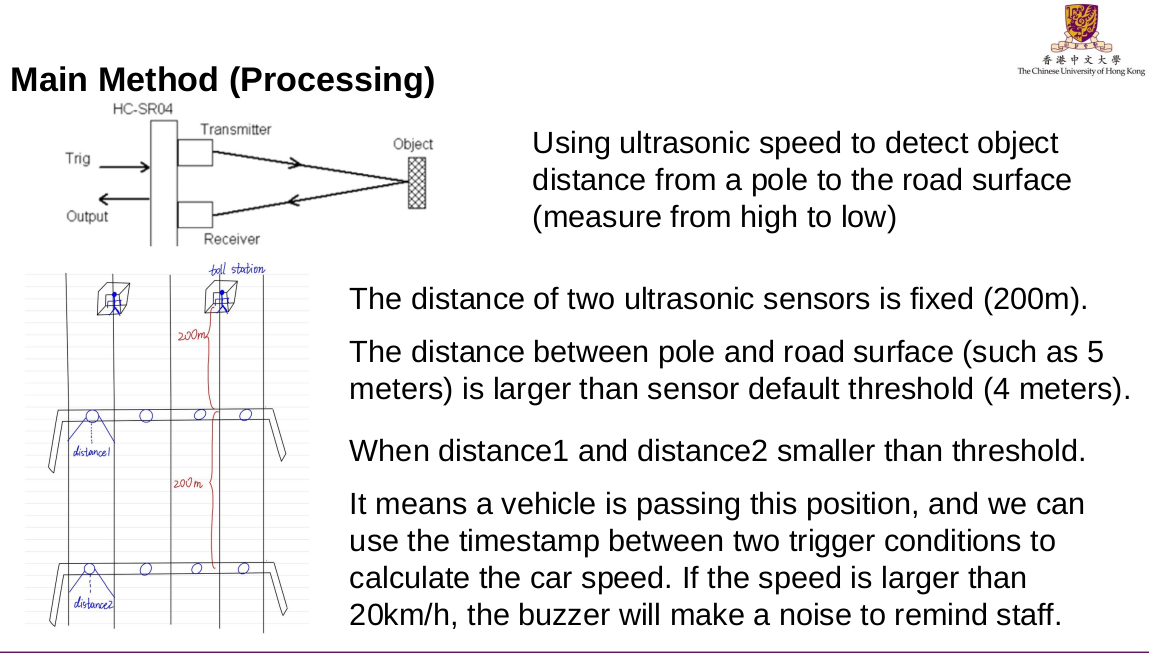 香港中文大學
The Chinese University of Hong Kong
Main Method (Processing)
HC-SR04
Transmitter
Object
Trig
Output
Receiver
Using ultrasonic speed to detect object
distance from a pole to the road surface
(measure from high to low)
toll station
200m
distance1
200m
distance2
The distance of two ultrasonic sensors is fixed (200m).
The distance between pole and road surface (such as 5
meters) is larger than sensor default threshold (4 meters).
When distance1 and distance2 smaller than threshold.
It means a vehicle is passing this position, and we can
use the timestamp between two trigger conditions to
calculate the car speed. If the speed is larger than
20km/h, the buzzer will make a noise to remind staff.